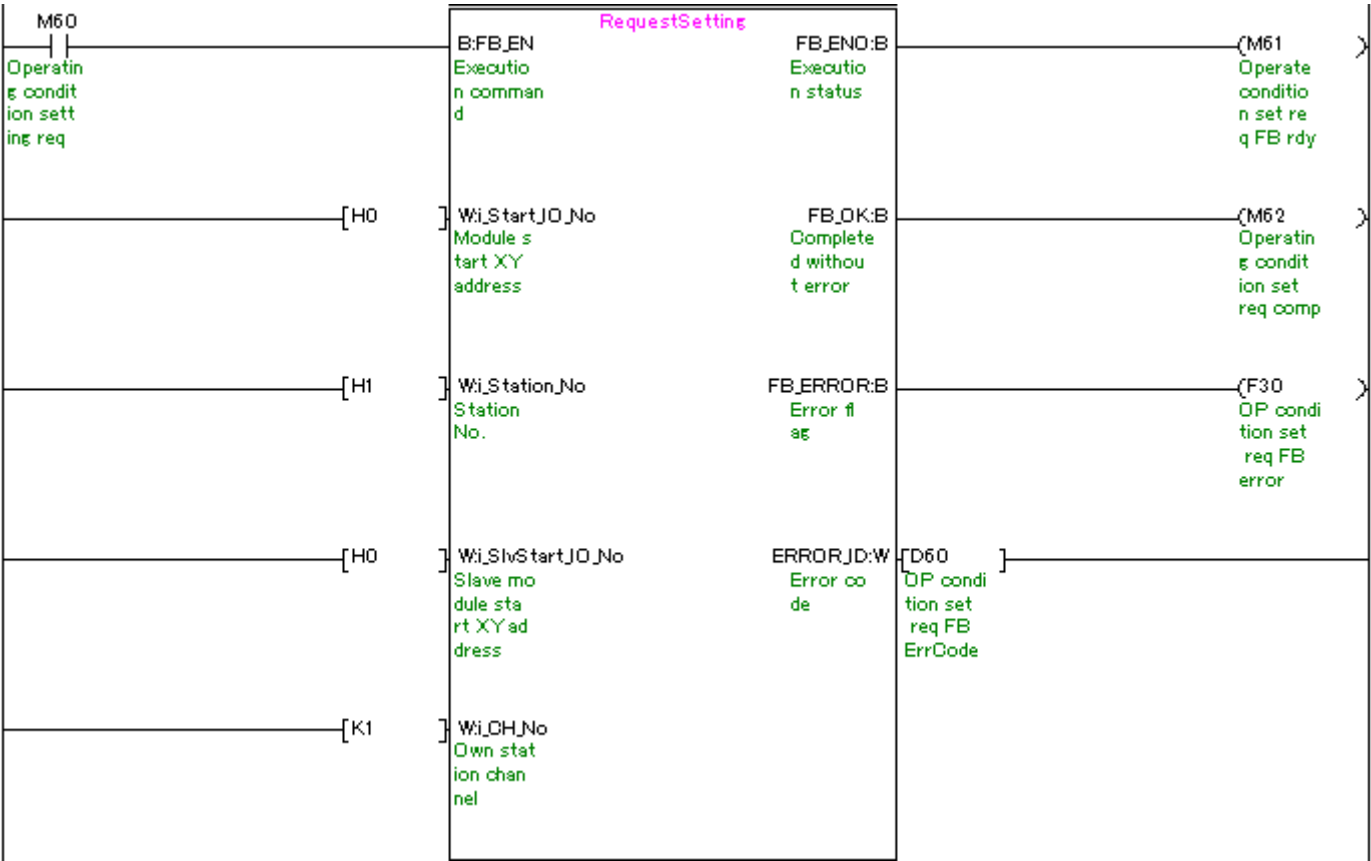 M60
RequestSetting
B:FB_EN
FB_ENO:B
(M61 )
Operatin
g condit
ion sett
ing req
Executio
n comman
d
Executio
n status
Operate
conditio
n set re
q FB rdy
[H0 ]
W:i_Start_IO_No
FB_OK:B
(M62 )
Module s
tart XY
address
Complete
d withou
t error
Operatin
g condit
ion set
req comp
[H1 ]
W:i_Station_No
FB_ERROR:B
(F30 )
Station
No.
Error fl
ag
OP condi
tion set
req FB
error
[H0 ]
W:i_SlvStart_IO_No
ERROR_ID:W
[D60 ]
Slave mo
dule sta
rt XY ad
dress
Error co
de
OP condi
tion set
req FB
ErrCode
[K1 ]
W:i_CH_No
Own stat
ion chan
nel